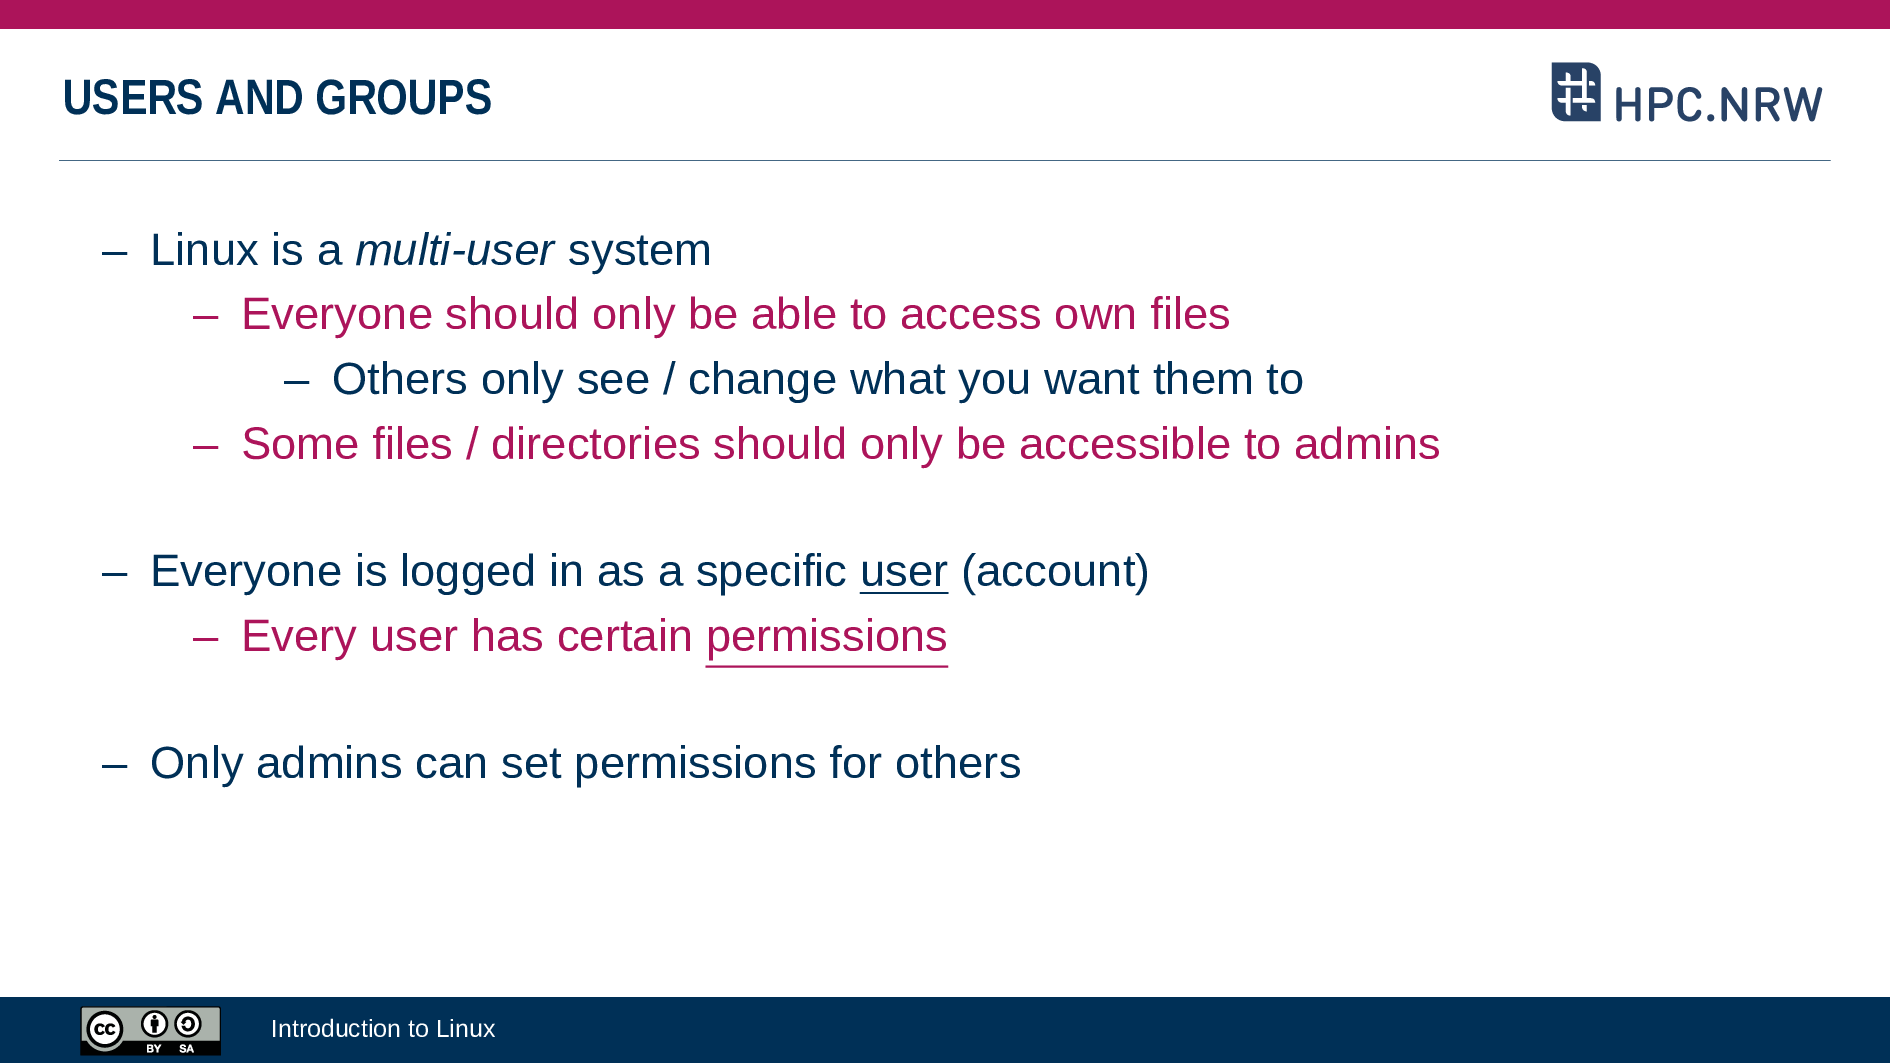 USERS AND GROUPS
HPC.NRW
– Linux is a multi-user system
– Everyone should only be able to access own files
– Others only see / change what you want them to
– Some files / directories should only be accessible to admins
– Everyone is logged in as a specific user (account)
– Every user has certain permissions
– Only admins can set permissions for others
cc BY SA
Introduction to Linux